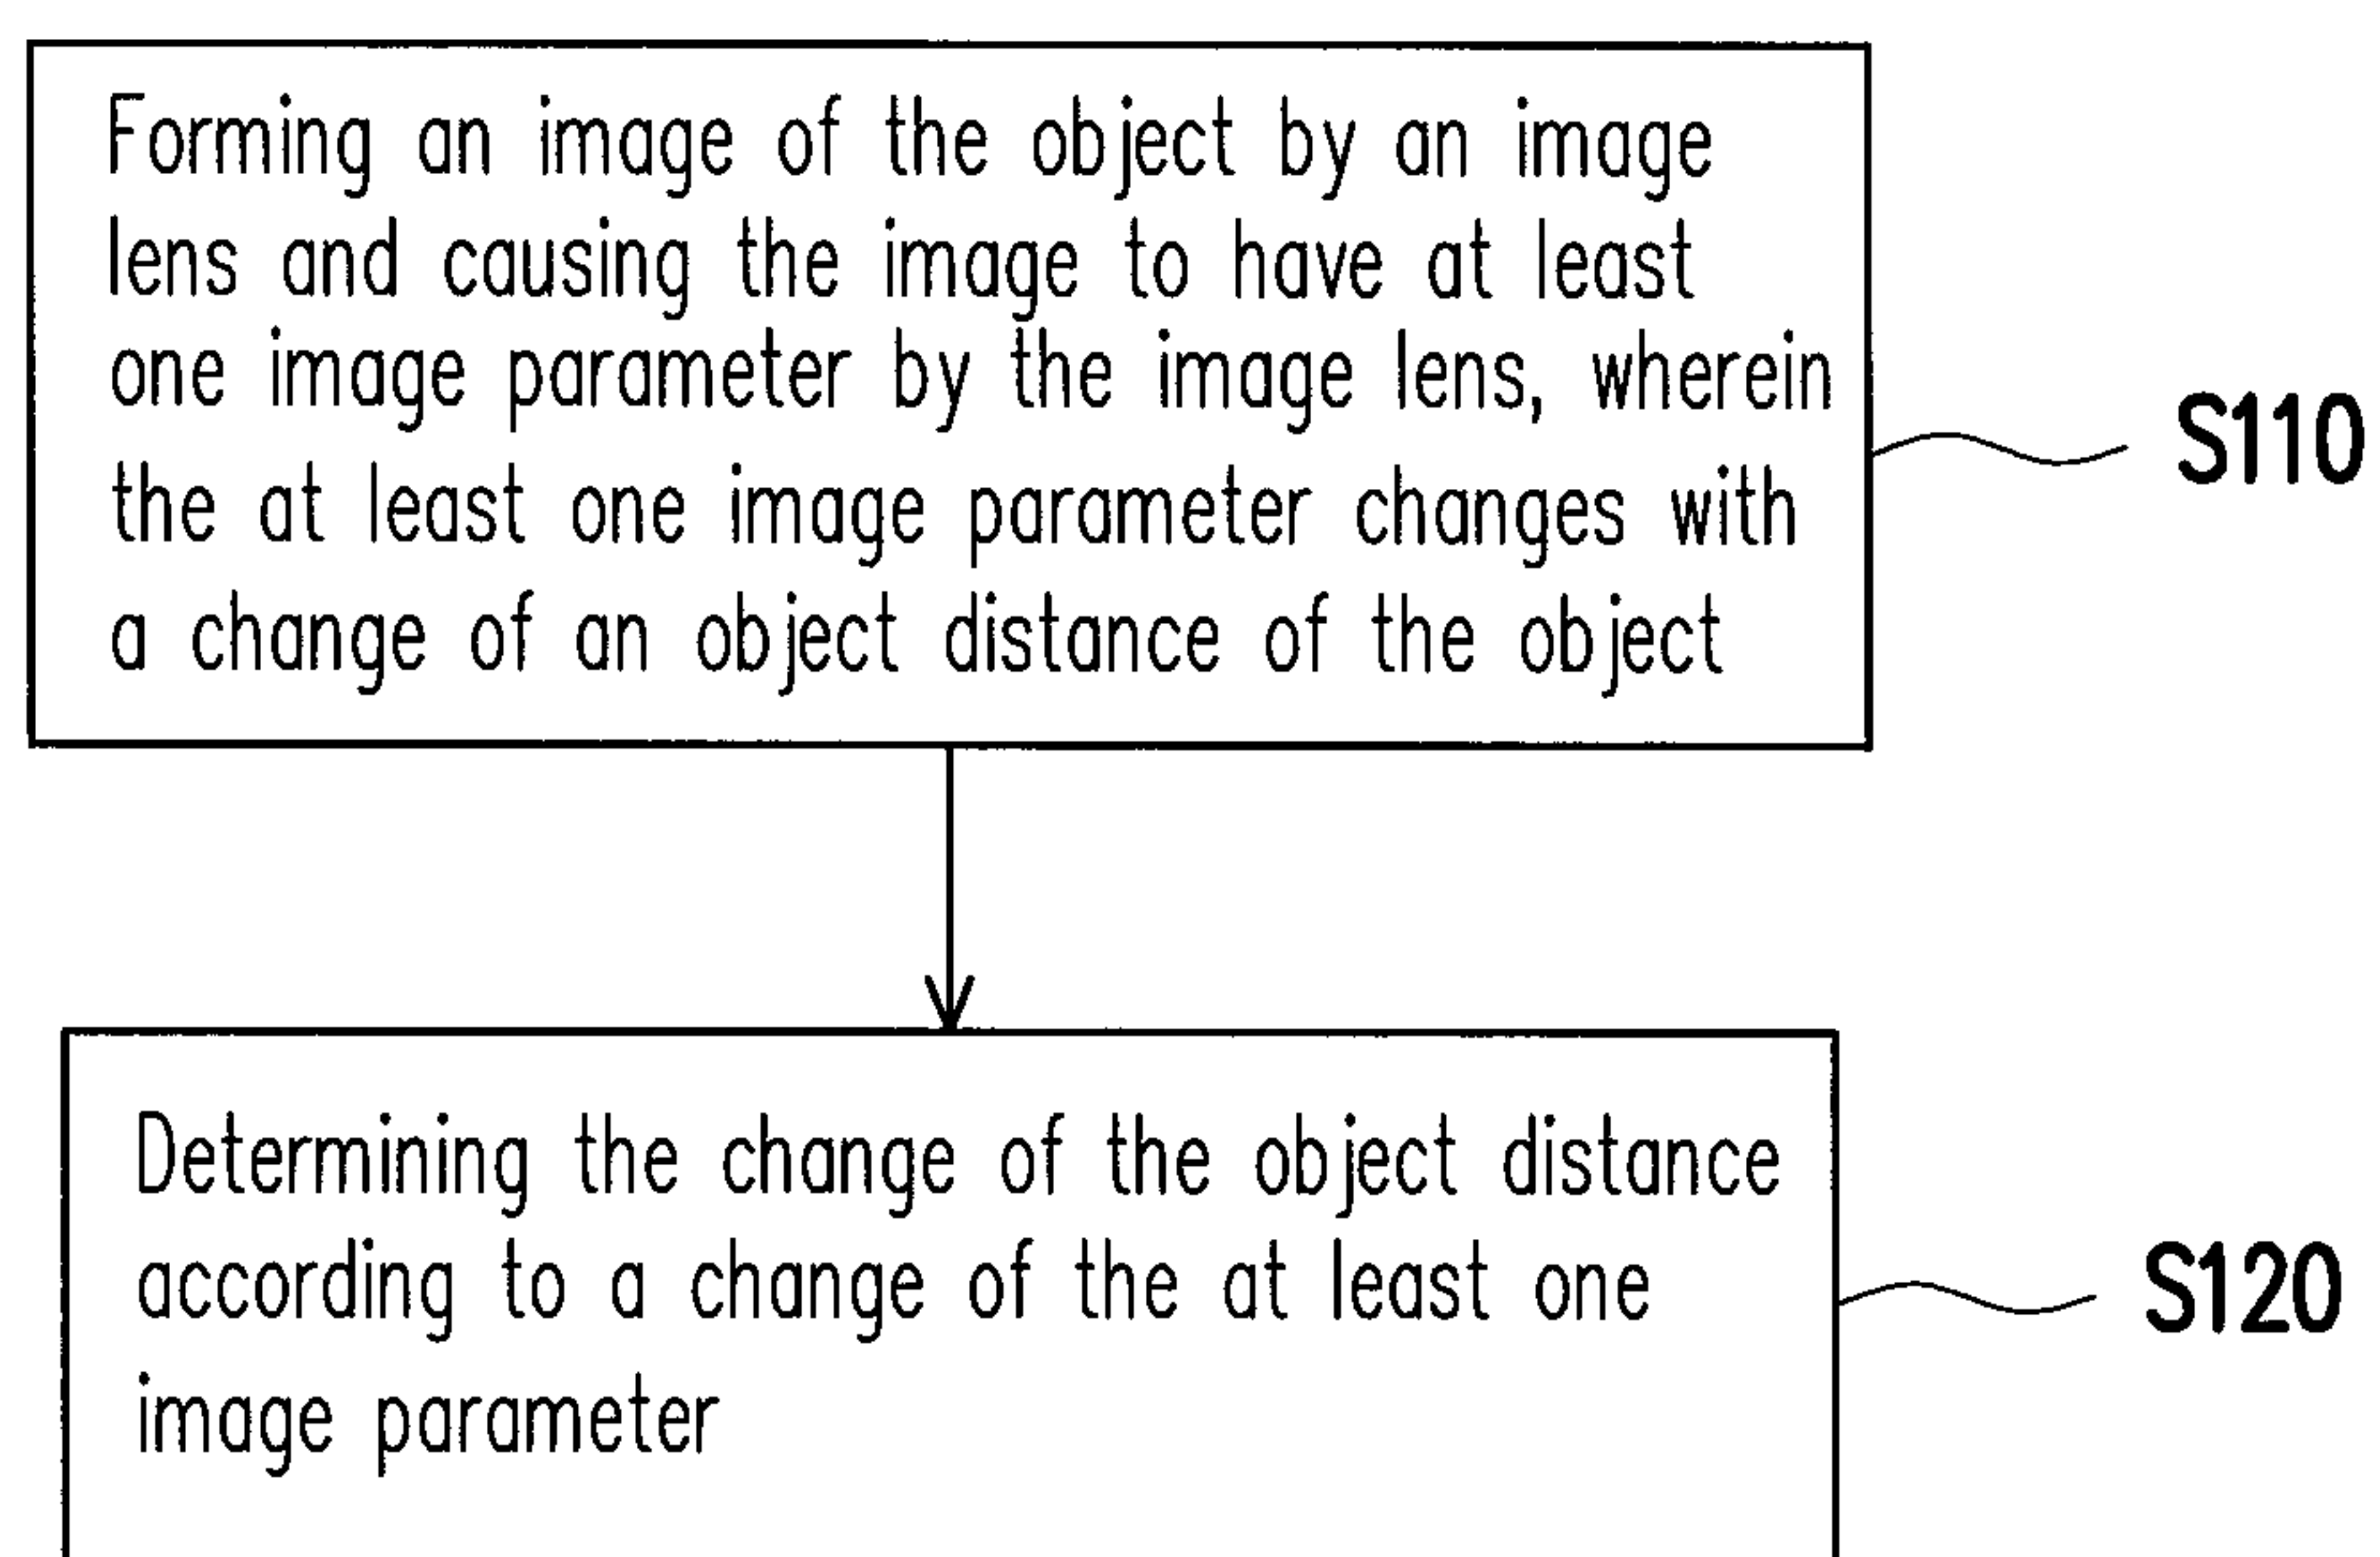 Forming an image of the object by an image
lens and causing the image to have at least
one image parameter by the image lens, wherein
the at least one image parameter changes with
a change of an object distance of the object
S110
Determining the change of the object distance
according to a change of the at least one
image parameter
S120